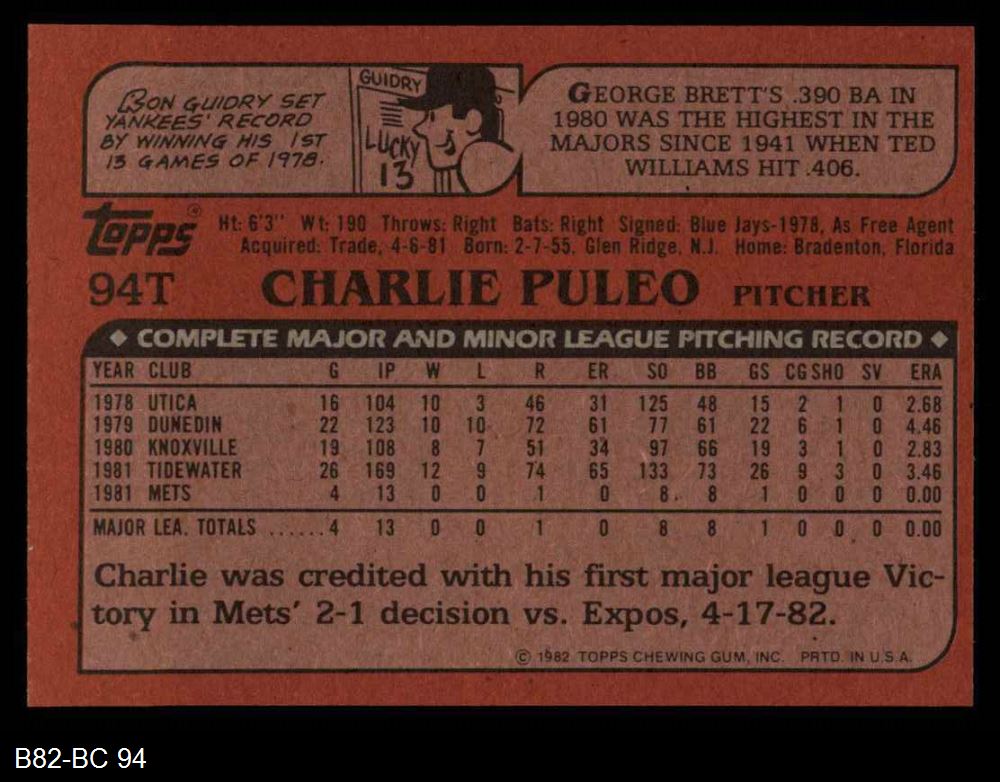 RON GUIDRY SET
YANKEES' RECORD
BY WINNING HIS 1ST
13 GAMES OF 1978.
GUIDRY
LUCKY
13
GEORGE BRETT'S .390 BA IN
1980 WAS THE HIGHEST IN THE
MAJORS SINCE 1941 WHEN TED
WILLIAMS HIT .406.
Topps®
Ht: 6'3" Wt: 190 Throws: Right Bats: Right Signed: Blue Jays-1978, As Free Agent
Acquired: Trade, 4-6-81 Born: 2-7-55, Glen Ridge, N.J. Home: Bradenton, Florida
94T CHARLIE PULEO PITCHER
◆ COMPLETE MAJOR AND MINOR LEAGUE PITCHING RECORD ◆
YEAR CLUB G IP W L R ER SO BB GS CG SHO SV ERA
1978 UTICA 16 104 10 3 46 31 125 48 15 2 1 0 2.68
1979 DUNEDIN 22 123 10 10 72 61 77 61 22 6 1 0 4.46
1980 KNOXVILLE 19 108 8 7 51 34 97 66 19 3 1 0 2.83
1981 TIDEWATER 26 169 12 9 74 65 133 73 26 9 3 0 3.46
1981 METS 4 13 0 0 1 0 8 8 1 0 0 0 0.00
MAJOR LEA. TOTALS ......4 13 0 0 1 0 8 8 1 0 0 0 0.00
Charlie was credited with his first major league Vic-
tory in Mets' 2-1 decision vs. Expos, 4-17-82.
© 1982 TOPPS CHEWING GUM, INC. PRTD. IN U.S.A.
B82-BC 94